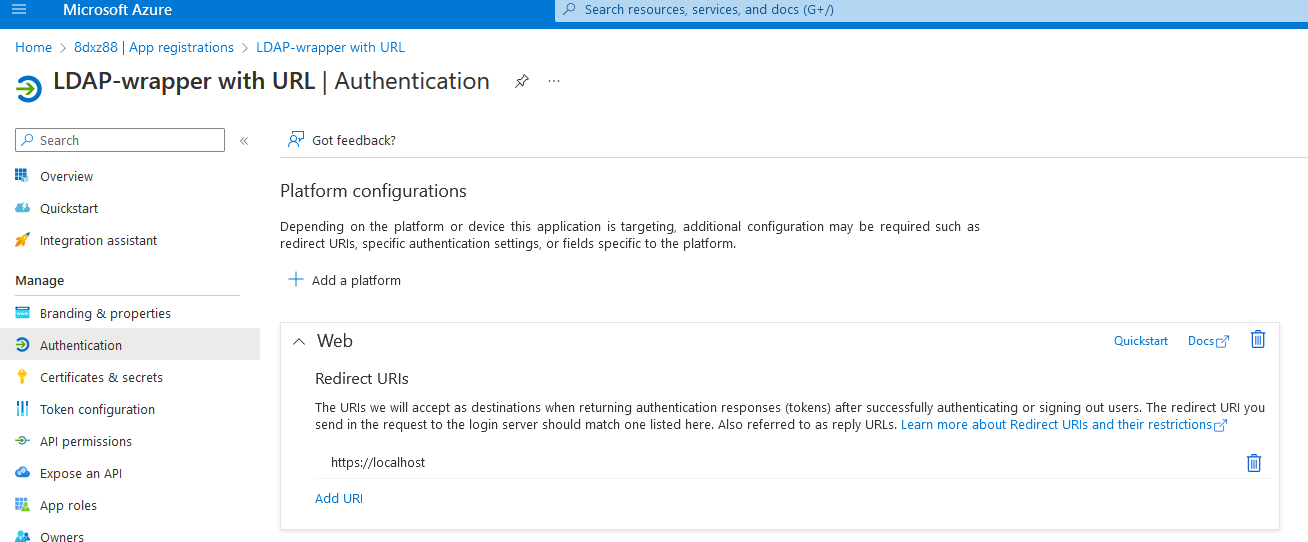 Microsoft Azure
Search resources, services, and docs (G+/)
Home > 8dxz88 | App registrations > LDAP-wrapper with URL
LDAP-wrapper with URL | Authentication
Search
Overview
Quickstart
Integration assistant
Manage
Branding & properties
Authentication
Certificates & secrets
Token configuration
API permissions
Expose an API
App roles
Owners
Got feedback?
Platform configurations
Depending on the platform or device this application is targeting, additional configuration may be required such as
redirect URIs, specific authentication settings, or fields specific to the platform.
Add a platform
Web
Quickstart
Docs
Redirect URIs
The URIs we will accept as destinations when returning authentication responses (tokens) after successfully authenticating or signing out users. The redirect URI you
send in the request to the login server should match one listed here. Also referred to as reply URLs. Learn more about Redirect URIs and their restrictions
https://localhost
Add URI